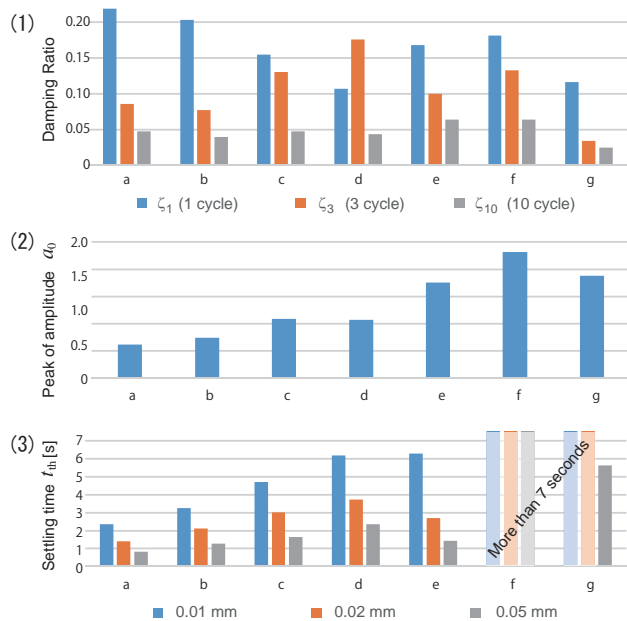 (1)
Damping Ratio
0.20
0.15
0.10
0.05
0
a b c d e f g
ζ1 (1 cycle) ζ3 (3 cycle) ζ10 (10 cycle)
(2)
Peak of amplitude a0
2.0
1.5
1.0
0.5
0
a b c d e f g
(3)
Settling time tth [s]
7
6
5
4
3
2
1
0
More than 7 seconds
a b c d e f g
0.01 mm 0.02 mm 0.05 mm